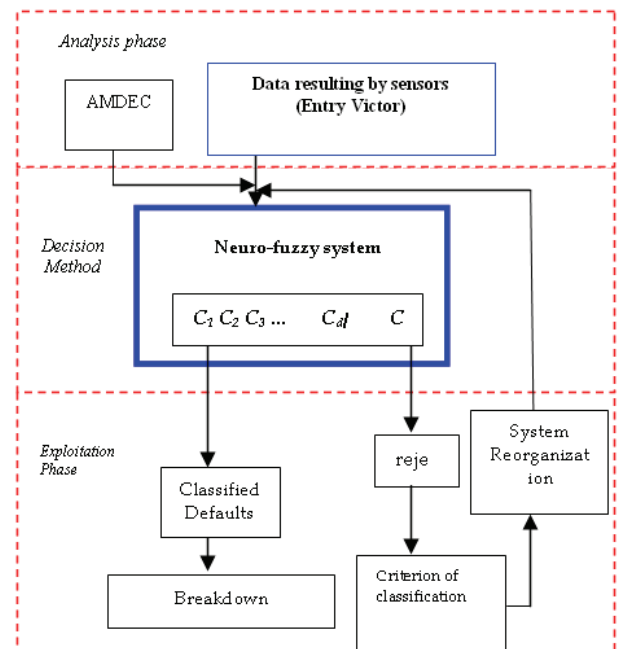 Analysis phase
AMDEC
Data resulting by sensors
(Entry Victor)
Decision
Method
Neuro-fuzzy system
C1 C2 C3 ... Cd/ C
Exploitation
Phase
Classified
Defaults
Breakdown
reje
Criterion of
classification
System
Reorganizat
ion